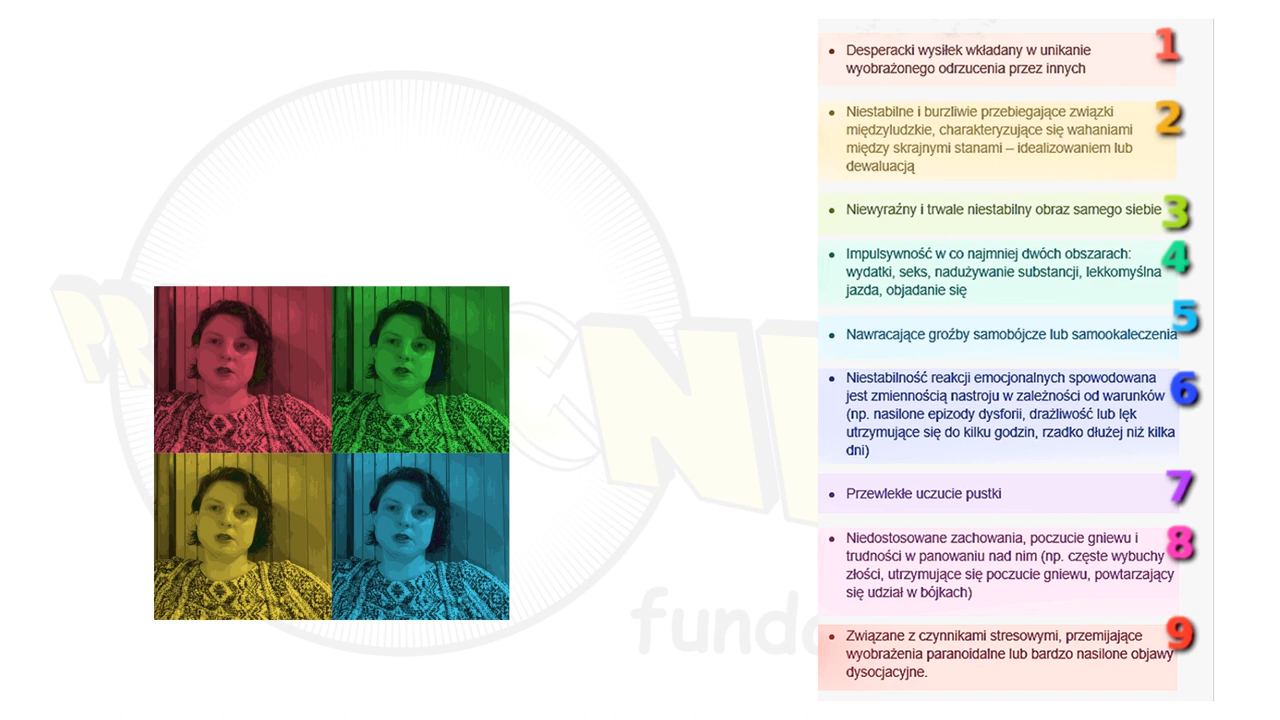 Desperacki wysiłek wkładany w unikanie
wyobrażonego odrzucenia przez innych
1
Niestabilne i burzliwie przebiegające związki
międzyludzkie, charakteryzujące się wahaniami
między skrajnymi stanami – idealizowaniem lub
dewaluacją
2
Niewyraźny i trwale niestabilny obraz samego siebie
3
Impulsywność w co najmniej dwóch obszarach:
wydatki, seks, nadużywanie substancji, lekkomyślna
jazda, objadanie się
4
Nawracające groźby samobójcze lub samookaleczenia
5
Niestabilność reakcji emocjonalnych spowodowana
jest zmiennością nastroju w zależności od warunków
(np. nasilone epizody dysforii, drażliwość lub lęk
utrzymujące się do kilku godzin, rzadko dłużej niż kilka
dni)
6
Przewlekłe uczucie pustki
7
Niedostosowane zachowania, poczucie gniewu i
trudności w panowaniu nad nim (np. częste wybuchy
złości, utrzymujące się poczucie gniewu, powtarzający
się udział w bójkach)
8
Związane z czynnikami stresowymi, przemijające
wyobrażenia paranoidalne lub bardzo nasilone objawy
dysocjacyjne.
9